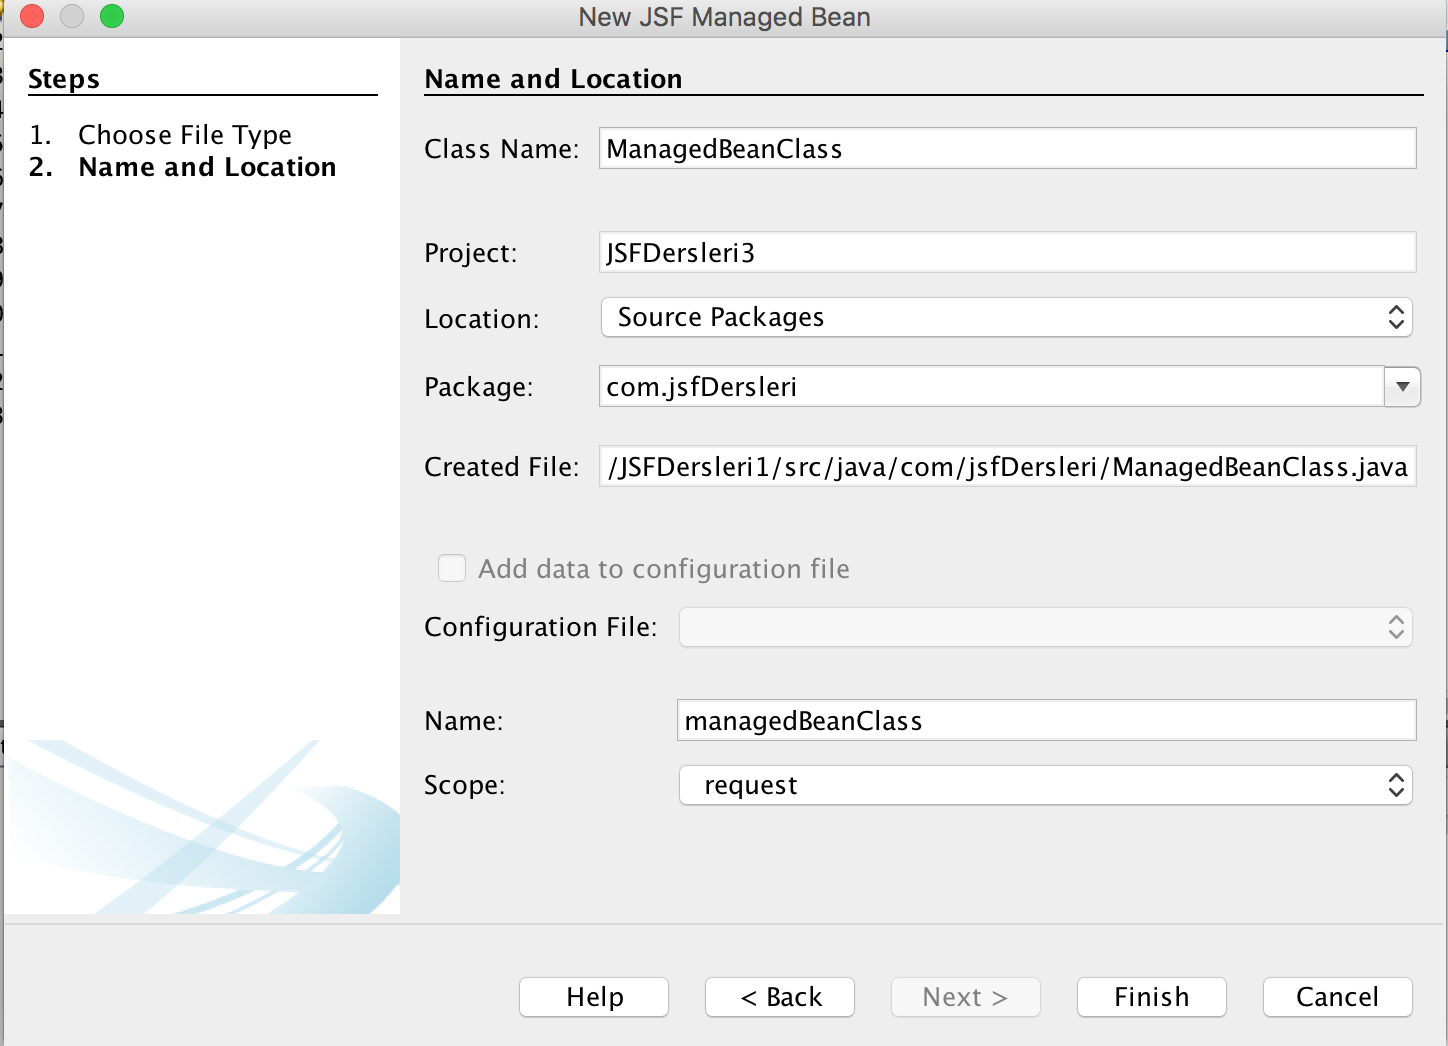 New JSF Managed Bean
Steps
1. Choose File Type
2. Name and Location
Name and Location
Class Name: ManagedBeanClass
Project: JSFDersleri3
Location: Source Packages
Package: com.jsfDersleri
Created File: /JSFDersleri1/src/java/com/jsfDersleri/ManagedBeanClass.java
Add data to configuration file
Configuration File:
Name: managedBeanClass
Scope: request
Help < Back Next > Finish Cancel